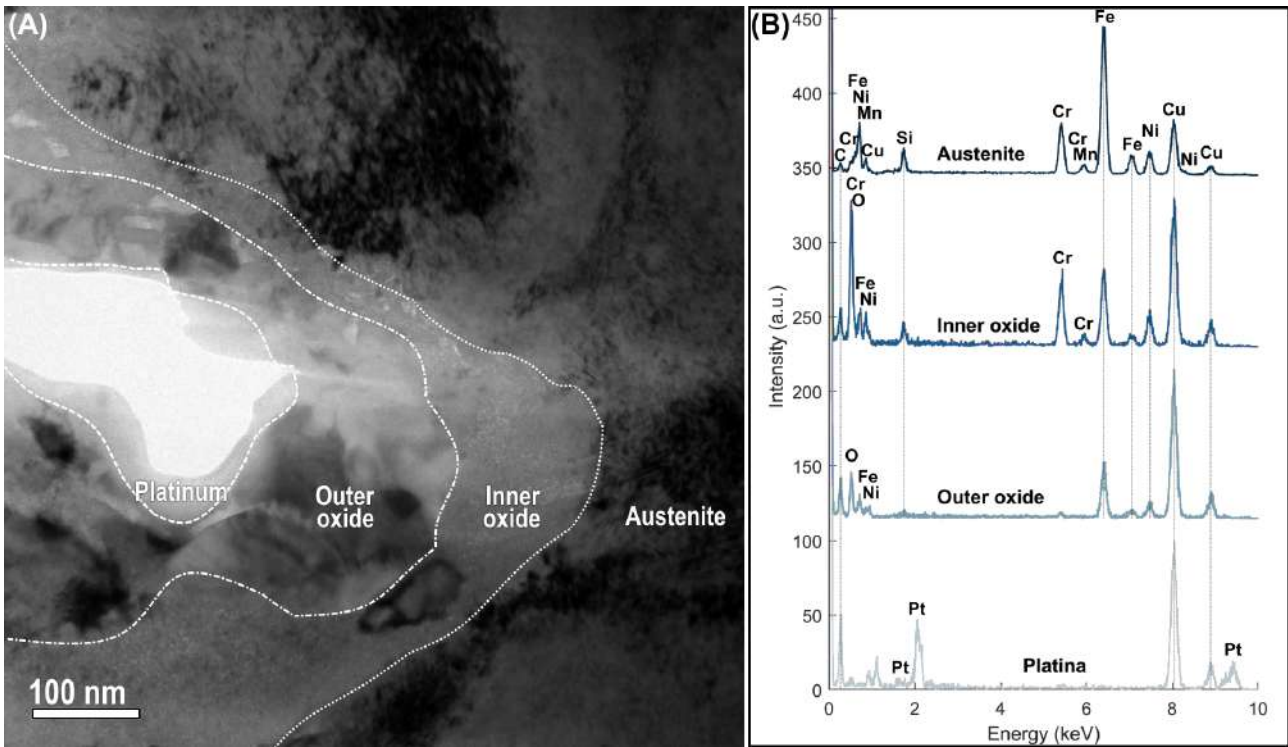 (A)
Platinum
Outer
oxide
Inner
oxide
Austenite
100 nm
(B)
Intensity (a.u.)
450
400
350
300
250
200
150
100
50
0
Fe
Fe
Ni
Mn
Cr
C
Cu
Si
Austenite
Cr
Cr
Mn
Fe
Ni
Cu
Ni
Cu
Cr
O
Fe
Ni
Inner oxide
Cr
Cr
O
Fe
Ni
Outer oxide
Pt
Pt
Platina
Pt
0 2 4 6 8 10
Energy (keV)